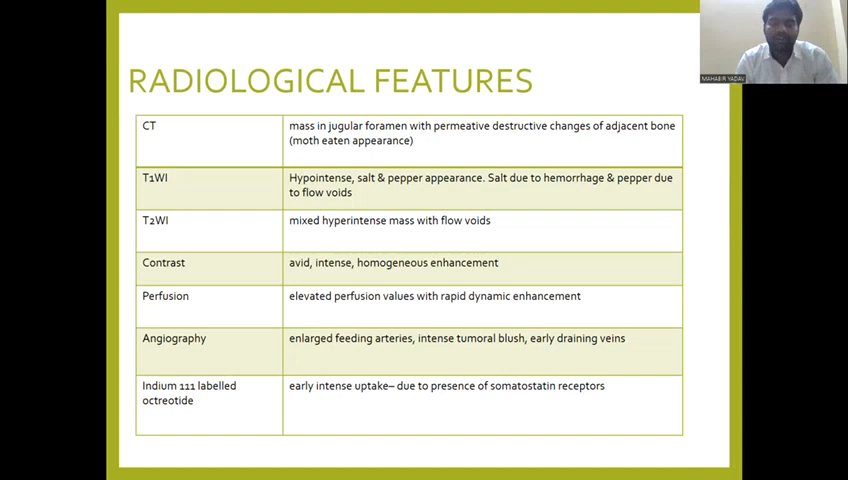 MAHABIR YADAV
RADIOLOGICAL FEATURES
CT
mass in jugular foramen with permeative destructive changes of adjacent bone
(moth eaten appearance)
T1WI
Hypointense, salt & pepper appearance. Salt due to hemorrhage & pepper due
to flow voids
T2WI
mixed hyperintense mass with flow voids
Contrast
avid, intense, homogeneous enhancement
Perfusion
elevated perfusion values with rapid dynamic enhancement
Angiography
enlarged feeding arteries, intense tumoral blush, early draining veins
Indium 111 labelled
octreotide
early intense uptake– due to presence of somatostatin receptors